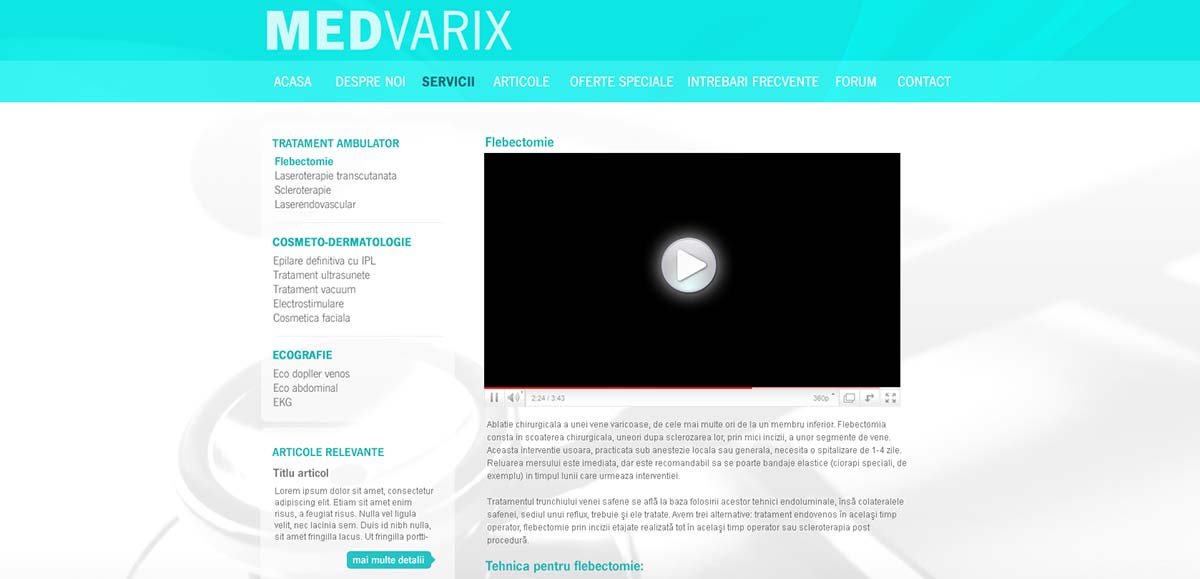 MEDVARIX
ACASA DESPRE NOI SERVICII ARTICOLE OFERTE SPECIALE INTREBARI FRECVENTE FORUM CONTACT
TRATAMENT AMBULATOR
Flebectomie
Laseroterapie transcutanata
Scleroterapie
Laserendovascular
COSMETO-DERMATOLOGIE
Epilare definitiva cu IPL
Tratament ultrasunete
Tratament vacuum
Electrostimulare
Cosmetica faciala
ECOGRAFIE
Eco dopller venos
Eco abdominal
EKG
ARTICOLE RELEVANTE
Titlu articol
Lorem ipsum dolor sit amet, consectetur
adipiscing elit. Etiam sit amet enim
risus, a feugiat risus. Nulla vel ligula
velit, nec lacinia sem. Duis id nibh nulla,
sit amet fringilla lacus. Ut fringilla portti-
mai multe detalii
Flebectomie
2:24 / 3:43
360p
Ablatie chirurgicala a unei vene varicoase, de cele mai multe ori de la un membru inferior. Flebectomia
consta in scoaterea chirurgicala, uneori dupa sclerozarea lor, prin mici incizii, a unor segmente de vene.
Aceasta interventie usoara, practicata sub anestezie locala sau generala, necesita o spitalizare de 1-4 zile.
Reluarea mersului este imediata, dar este recomandabil sa se poarte bandaje elastice (ciorapi speciali, de
exemplu) in timpul lunii care urmeaza interventiei.
Tratamentul trunchiului venei safene se află la baza folosirii acestor tehnici endoluminale, însă colateralele
safenei, sediul unui reflux, trebuie şi ele tratate. Avem trei alternative: tratament endovenos în acelaşi timp
operator, flebectomie prin incizii etajate realizată tot în acelaşi timp operator sau scleroterapia post
procedură.
Tehnica pentru flebectomie: